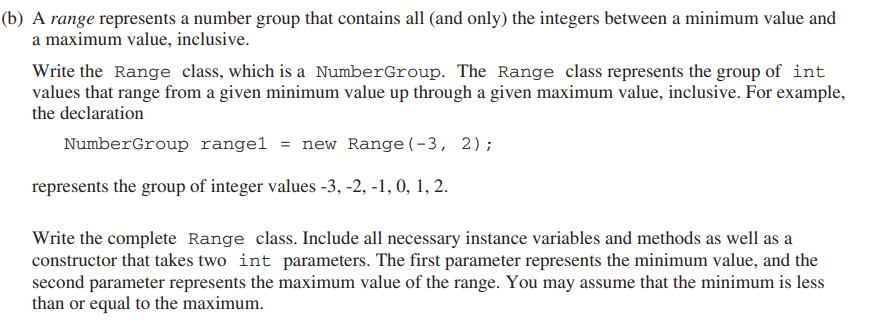 (b) A range represents a number group that contains all (and only) the integers between a minimum value and
a maximum value, inclusive.
Write the Range class, which is a NumberGroup. The Range class represents the group of int
values that range from a given minimum value up through a given maximum value, inclusive. For example,
the declaration
NumberGroup range1 = new Range(-3, 2);
represents the group of integer values -3, -2, -1, 0, 1, 2.
Write the complete Range class. Include all necessary instance variables and methods as well as a
constructor that takes two int parameters. The first parameter represents the minimum value, and the
second parameter represents the maximum value of the range. You may assume that the minimum is less
than or equal to the maximum.